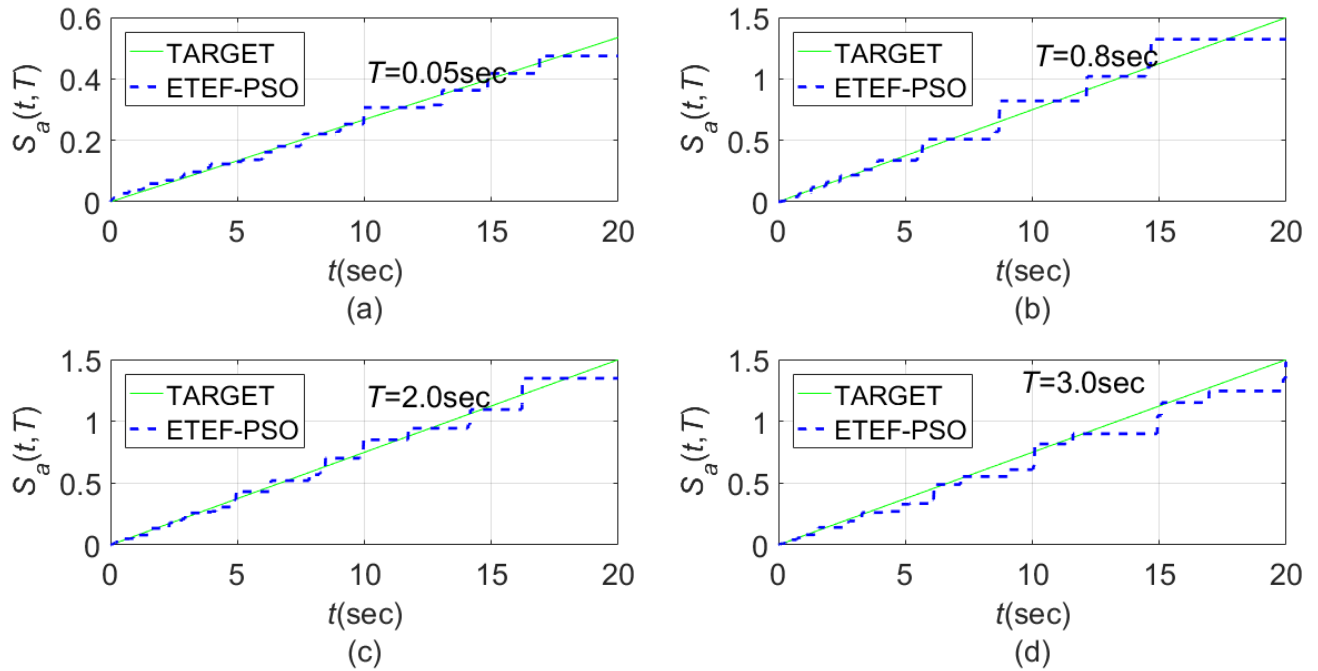 0.6
0.4
0.2
0
S_a(t,T)
TARGET
ETEF-PSO
T=0.05sec
0 5 10 15 20
t(sec)
(a)
1.5
1
0.5
0
S_a(t,T)
TARGET
ETEF-PSO
T=0.8sec
0 5 10 15 20
t(sec)
(b)
1.5
1
0.5
0
S_a(t,T)
TARGET
ETEF-PSO
T=2.0sec
0 5 10 15 20
t(sec)
(c)
1.5
1
0.5
0
S_a(t,T)
TARGET
ETEF-PSO
T=3.0sec
0 5 10 15 20
t(sec)
(d)